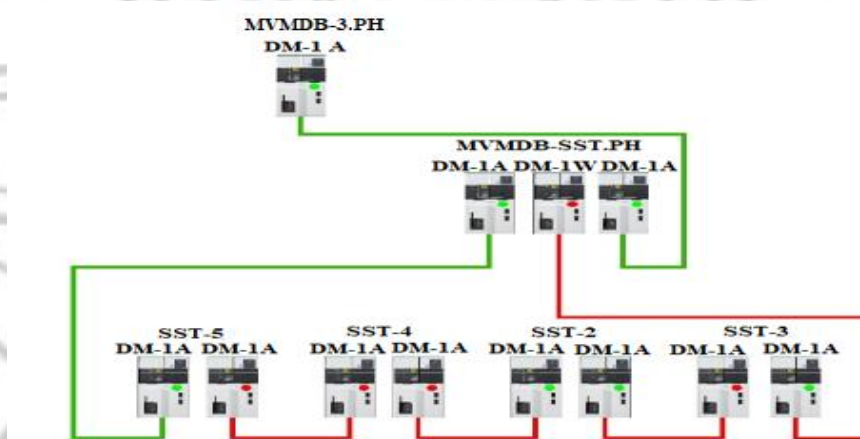 MVMDB-3.PH
DM-1 A
MVMDB-SST.PH
DM-1A DM-1W DM-1A
SST-5 SST-4 SST-2 SST-3
DM-1A DM-1A DM-1A DM-1A DM-1A DM-1A DM-1A DM-1A